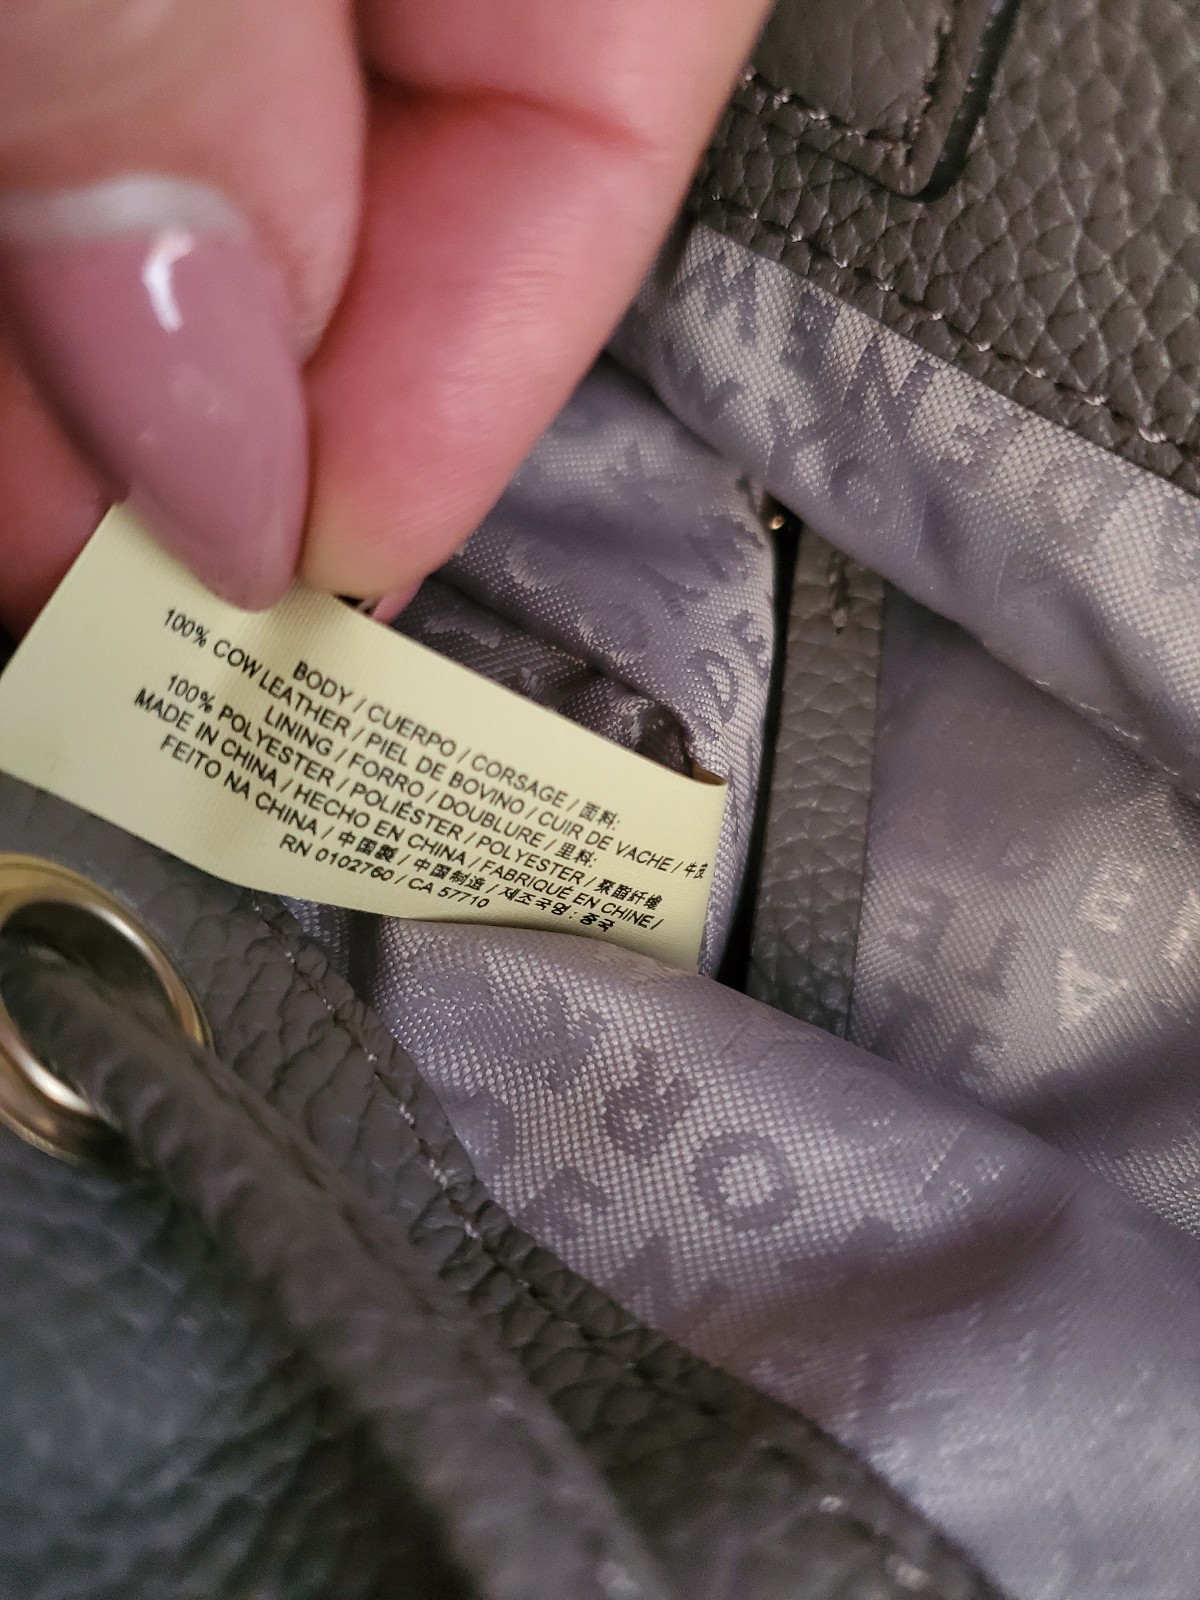 BODY / CUERPO / CORSAGE / 面料:
100% COW LEATHER / PIEL DE BOVINO / CUIR DE VACHE / 牛皮
LINING / FORRO / DOUBLURE / 里料:
100% POLYESTER / POLIÉSTER / POLYESTER / 聚酯纤维
MADE IN CHINA / HECHO EN CHINA / FABRIQUÉ EN CHINE /
FEITO NA CHINA / 中国製 / 中国制造 / 제조국명: 중국
RN 0102760 / CA 57710